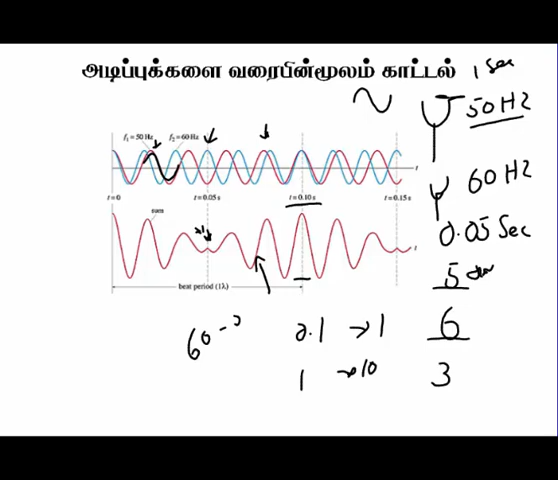 அடிப்புக்களை வரைபின்மூலம் காட்டல்
1 Sec
50 HZ
f₁ = 50 Hz
f₂ = 60 Hz
t
60 HZ
t = 0
t = 0.05 s
t = 0.10 s
t = 0.15 s
sum
0.05 Sec
t
5
beat period (1λ)
60 -
0.1 → 1
6
1 → 10
3